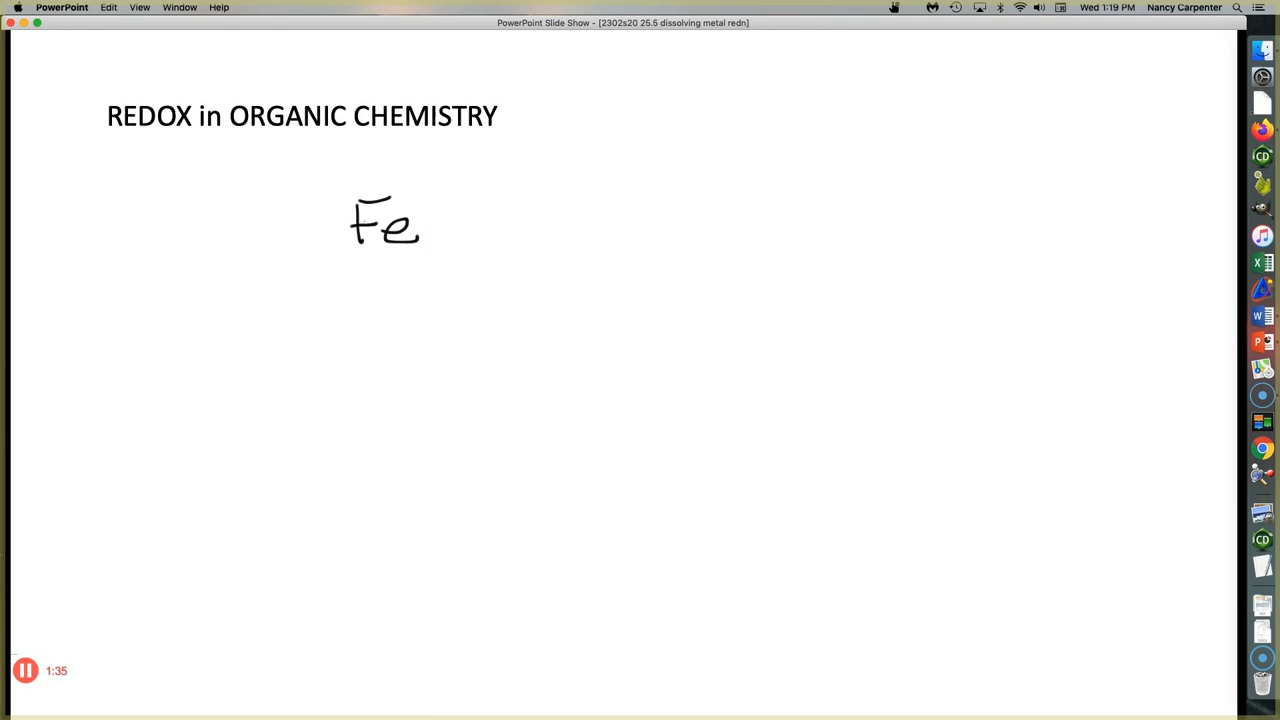 PowerPoint Edit View Window Help Wed 1:19 PM Nancy Carpenter
PowerPoint Slide Show - [2302s20 25.5 dissolving metal redn]
REDOX in ORGANIC CHEMISTRY
Fe
1:35